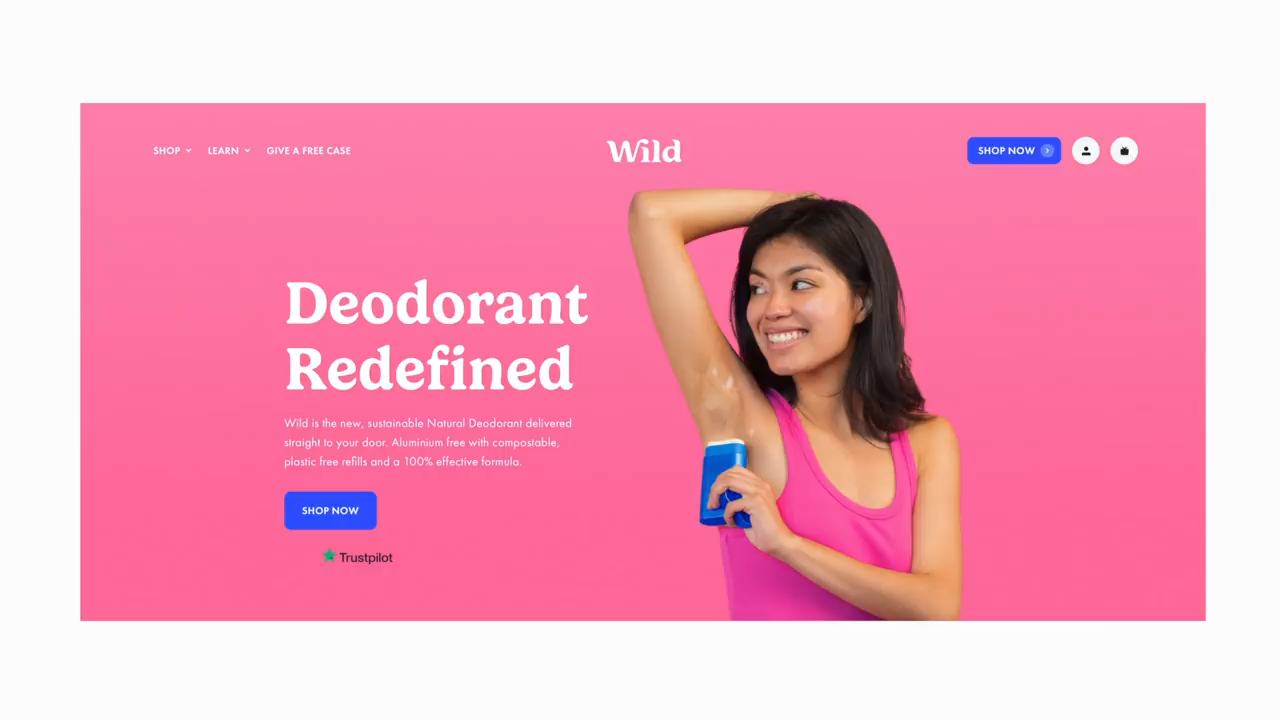 SHOP
LEARN
GIVE A FREE CASE
Wild
SHOP NOW
Deodorant
Redefined
Wild is the new, sustainable Natural Deodorant delivered
straight to your door. Aluminium free with compostable,
plastic free refills and a 100% effective formula.
SHOP NOW
Trustpilot